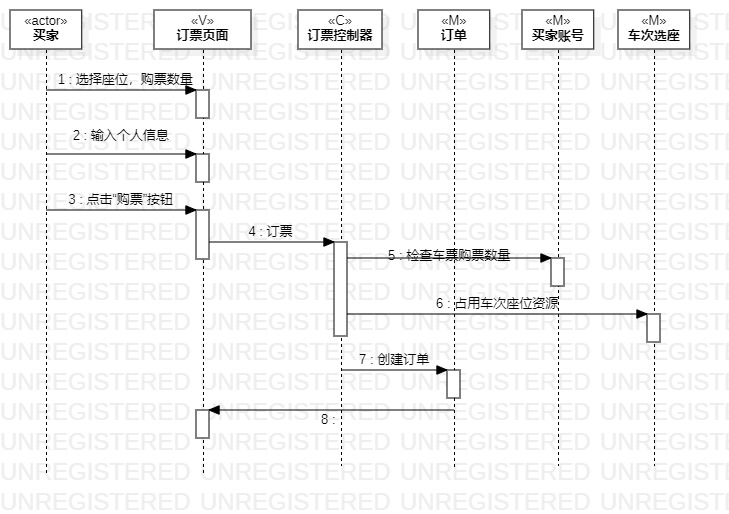 «actor» «V» «C» «M» «M» «M»
买家 订票页面 订票控制器 订单 买家账号 车次选座
1 : 选择座位，购票数量
2 : 输入个人信息
3 : 点击“购票”按钮
4 : 订票
5 : 检查车票购票数量
6 : 占用车次座位资源
7 : 创建订单
8 :
UNREGISTERED UNREGISTERED UNREGISTERED UNREGISTERED